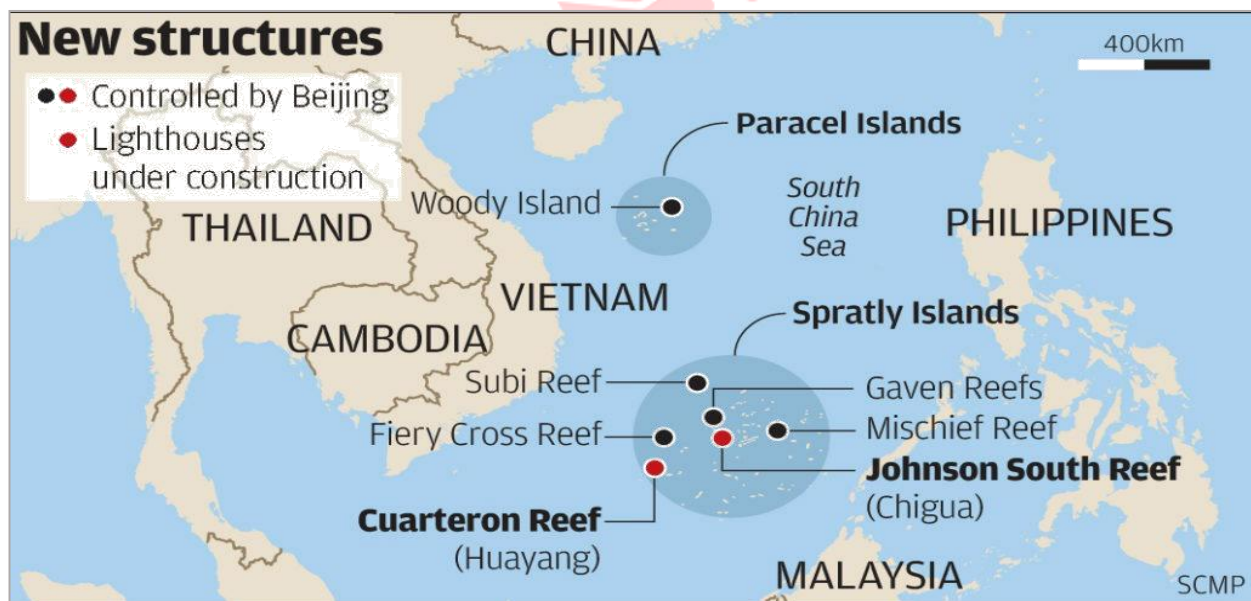 New structures
Controlled by Beijing
Lighthouses
under construction
CHINA
400km
Paracel Islands
Woody Island
South
China
Sea
THAILAND
PHILIPPINES
VIETNAM
Spratly Islands
CAMBODIA
Subi Reef
Gaven Reefs
Fiery Cross Reef
Mischief Reef
Johnson South Reef
(Chigua)
Cuarteron Reef
(Huayang)
MALAYSIA
SCMP